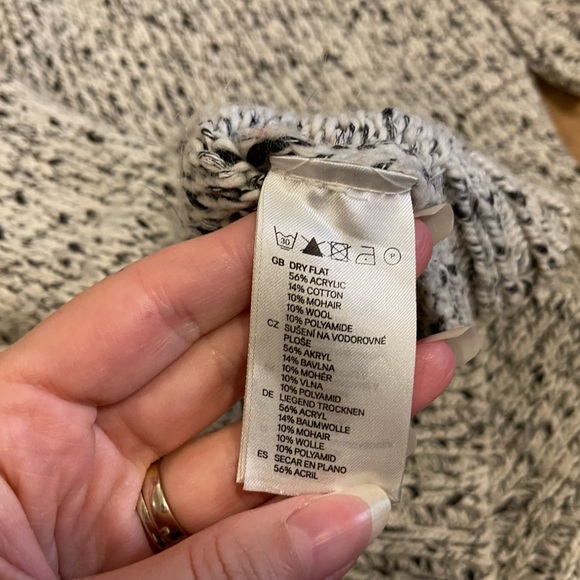 30
P
GB DRY FLAT
56% ACRYLIC
14% COTTON
10% MOHAIR
10% WOOL
10% POLYAMIDE
CZ SUŠENÍ NA VODOROVNÉ
PLOŠE
56% AKRYL
14% BAVLNA
10% MOHÉR
10% VLNA
10% POLYAMID
DE LIEGEND TROCKNEN
56% ACRYL
14% BAUMWOLLE
10% MOHAIR
10% WOLLE
10% POLYAMID
ES SECAR EN PLANO
56% ACRIL